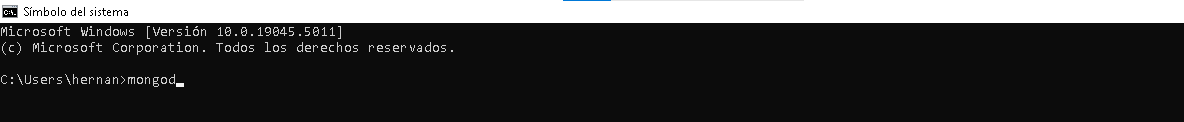 Símbolo del sistema
Microsoft Windows [Versión 10.0.19045.5011]
(c) Microsoft Corporation. Todos los derechos reservados.
C:\Users\hernan>mongod